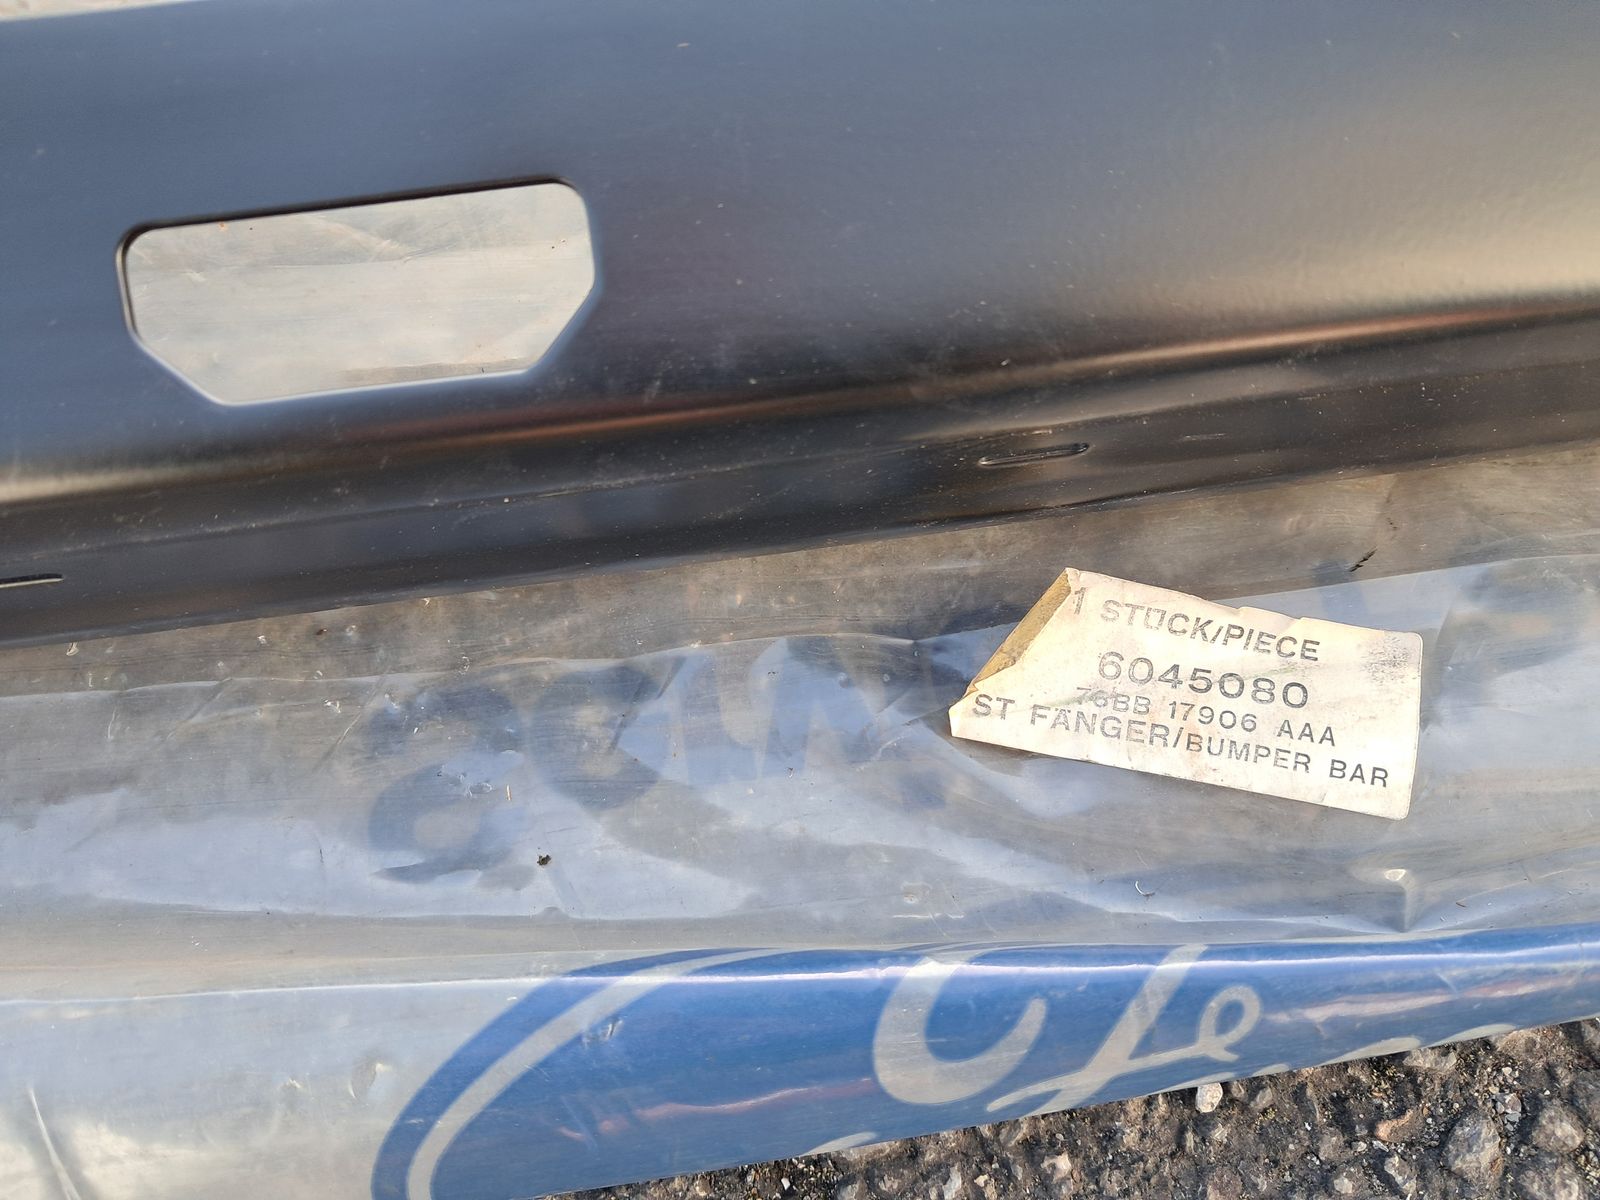 1 STÜCK/PIECE
6045080
76BB 17906 AAA
ST FÄNGER/BUMPER BAR